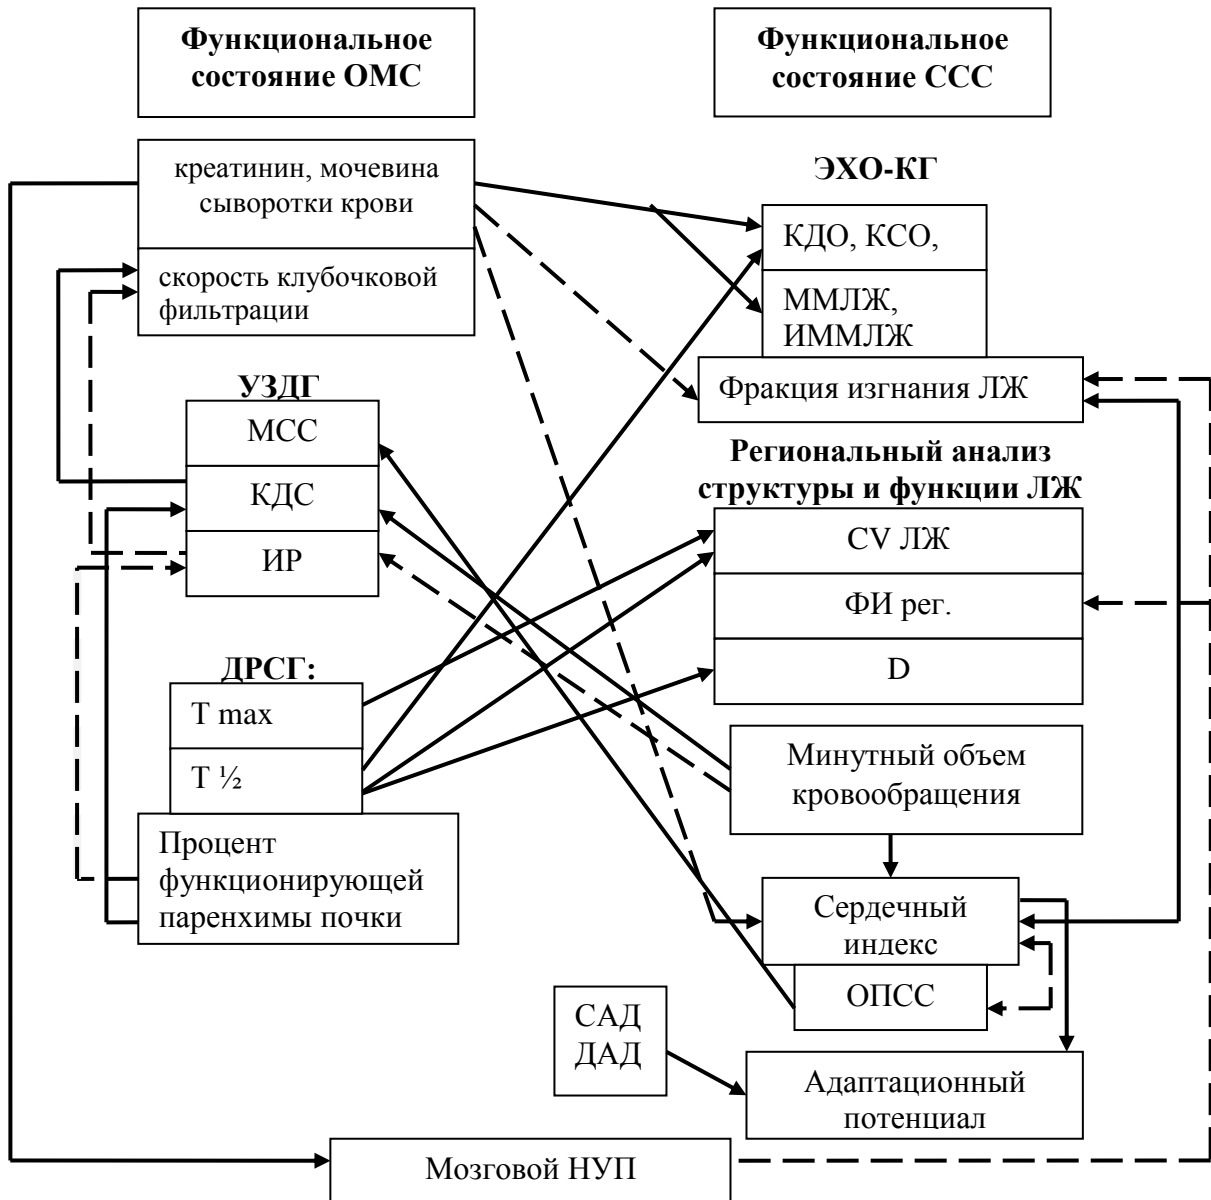 Функциональное
состояние ОМС
Функциональное
состояние ССС
креатинин, мочевина
сыворотки крови
скорость клубочковой
фильтрации
УЗДГ
МСС
КДС
ИР
ДРСГ:
T max
T ½
Процент
функционирующей
паренхимы почки
ЭХО-КГ
КДО, КСО,
ММЛЖ,
ИММЛЖ
Фракция изгнания ЛЖ
Региональный анализ
структуры и функции ЛЖ
CV ЛЖ
ФИ рег.
D
Минутный объем
кровообращения
Сердечный
индекс
ОПСС
САД
ДАД
Адаптационный
потенциал
Мозговой НУП